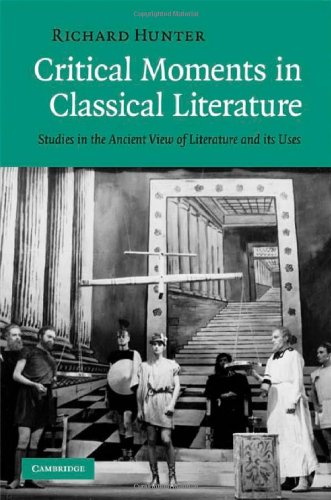 RICHARD HUNTER
Critical Moments in
Classical Literature
Studies in the Ancient View of Literature and its Uses
CAMBRIDGE